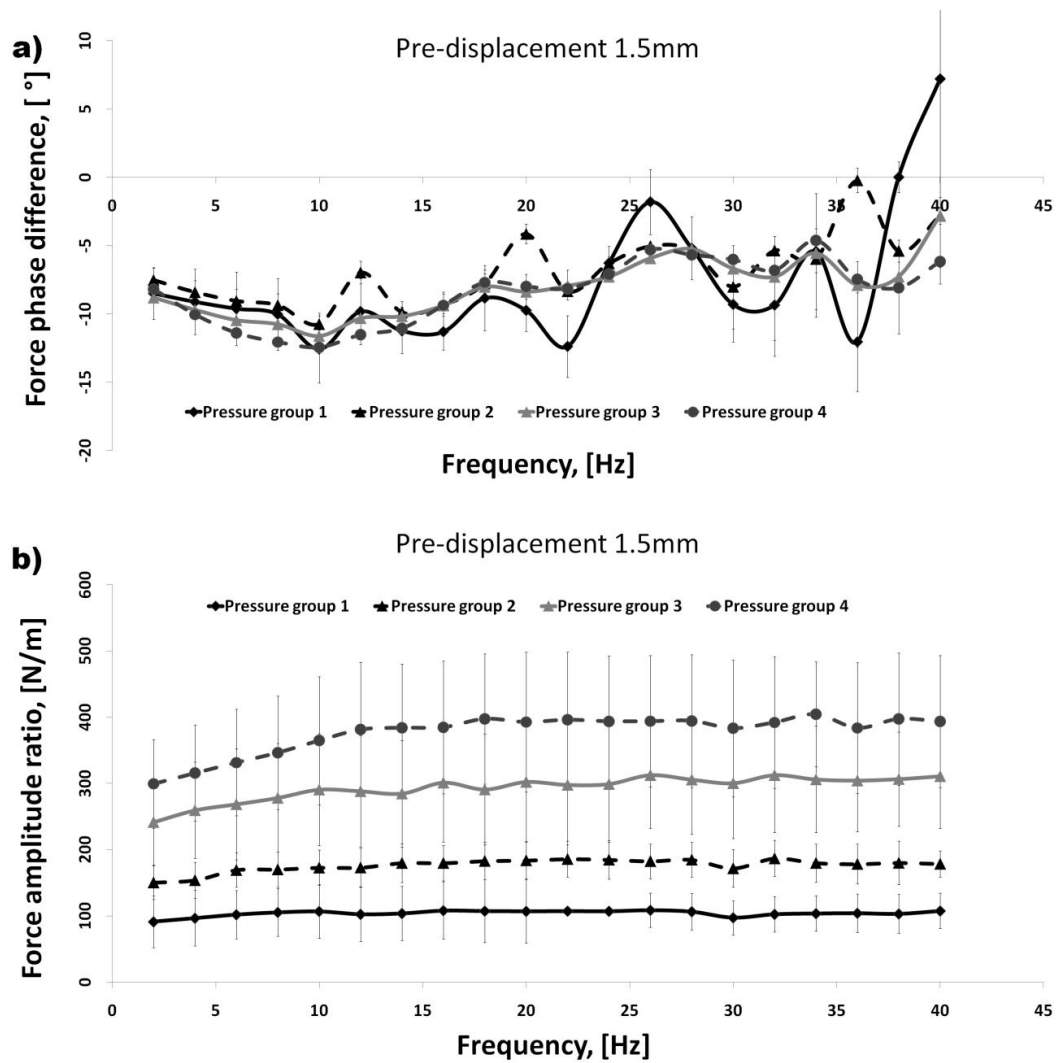 a)
Pre-displacement 1.5mm
Force phase difference, [ °]
10
5
0
-5
-10
-15
-20
0 5 10 15 20 25 30 35 40 45
Pressure group 1 Pressure group 2 Pressure group 3 Pressure group 4
Frequency, [Hz]
b)
Pre-displacement 1.5mm
Force amplitude ratio, [N/m]
600
500
400
300
200
100
0
Pressure group 1 Pressure group 2 Pressure group 3 Pressure group 4
0 5 10 15 20 25 30 35 40 45
Frequency, [Hz]